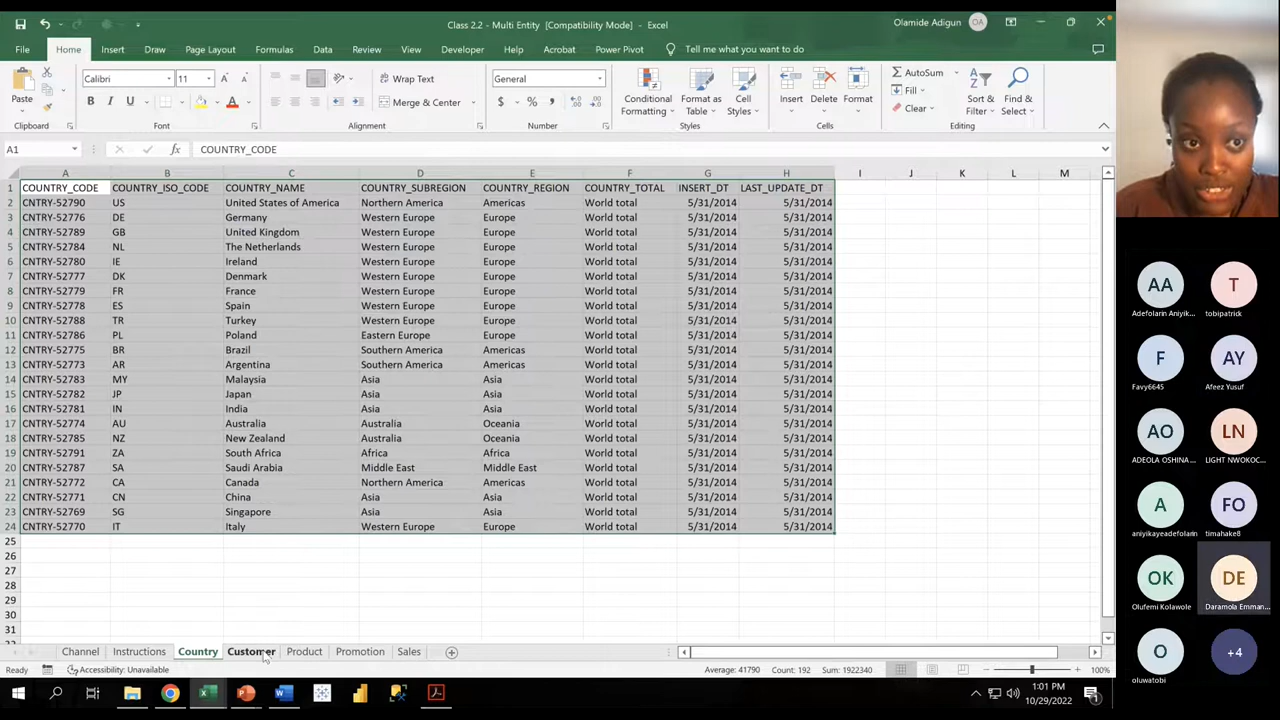 Class 2.2 - Multi Entity [Compatibility Mode] - Excel
Olamide Adigun
OA
File Home Insert Draw Page Layout Formulas Data Review View Developer Help Acrobat Power Pivot Tell me what you want to do
Paste
Calibri 11
B I U
Wrap Text
Merge & Center
General
$ % ,
Conditional Formatting
Format as Table
Cell Styles
Insert
Delete
Format
AutoSum
Fill
Clear
Sort & Filter
Find & Select
Clipboard Font Alignment Number Styles Cells Editing
A1 fx COUNTRY_CODE
A B C D E F G H I J K L M
1 COUNTRY_CODE COUNTRY_ISO_CODE COUNTRY_NAME COUNTRY_SUBREGION COUNTRY_REGION COUNTRY_TOTAL INSERT_DT LAST_UPDATE_DT
2 CNTRY-52790 US United States of America Northern America Americas World total 5/31/2014 5/31/2014
3 CNTRY-52776 DE Germany Western Europe Europe World total 5/31/2014 5/31/2014
4 CNTRY-52789 GB United Kingdom Western Europe Europe World total 5/31/2014 5/31/2014
5 CNTRY-52784 NL The Netherlands Western Europe Europe World total 5/31/2014 5/31/2014
6 CNTRY-52780 IE Ireland Western Europe Europe World total 5/31/2014 5/31/2014
7 CNTRY-52777 DK Denmark Western Europe Europe World total 5/31/2014 5/31/2014
8 CNTRY-52779 FR France Western Europe Europe World total 5/31/2014 5/31/2014
9 CNTRY-52778 ES Spain Western Europe Europe World total 5/31/2014 5/31/2014
10 CNTRY-52788 TR Turkey Western Europe Europe World total 5/31/2014 5/31/2014
11 CNTRY-52786 PL Poland Eastern Europe Europe World total 5/31/2014 5/31/2014
12 CNTRY-52775 BR Brazil Southern America Americas World total 5/31/2014 5/31/2014
13 CNTRY-52773 AR Argentina Southern America Americas World total 5/31/2014 5/31/2014
14 CNTRY-52783 MY Malaysia Asia Asia World total 5/31/2014 5/31/2014
15 CNTRY-52782 JP Japan Asia Asia World total 5/31/2014 5/31/2014
16 CNTRY-52781 IN India Asia Asia World total 5/31/2014 5/31/2014
17 CNTRY-52774 AU Australia Australia Oceania World total 5/31/2014 5/31/2014
18 CNTRY-52785 NZ New Zealand Australia Oceania World total 5/31/2014 5/31/2014
19 CNTRY-52791 ZA South Africa Africa Africa World total 5/31/2014 5/31/2014
20 CNTRY-52787 SA Saudi Arabia Middle East Middle East World total 5/31/2014 5/31/2014
21 CNTRY-52772 CA Canada Northern America Americas World total 5/31/2014 5/31/2014
22 CNTRY-52771 CN China Asia Asia World total 5/31/2014 5/31/2014
23 CNTRY-52769 SG Singapore Asia Asia World total 5/31/2014 5/31/2014
24 CNTRY-52770 IT Italy Western Europe Europe World total 5/31/2014 5/31/2014
25
26
27
28
29
30
31
Channel Instructions Country Customer Product Promotion Sales
Ready Accessibility: Unavailable Average: 41790 Count: 192 Sum: 1922340 100%
1:01 PM
10/29/2022
AA T
Adefolarin Aniyik... tobipatrick
F AY
Favy6645 Afeez Yusuf
AO LN
ADEOLA OSHINA... LIGHT NWOKOC...
A FO
aniyikayeadefolarin timahake8
OK DE
Olufemi Kolawole Daramola Emman...
O +4
oluwatobi